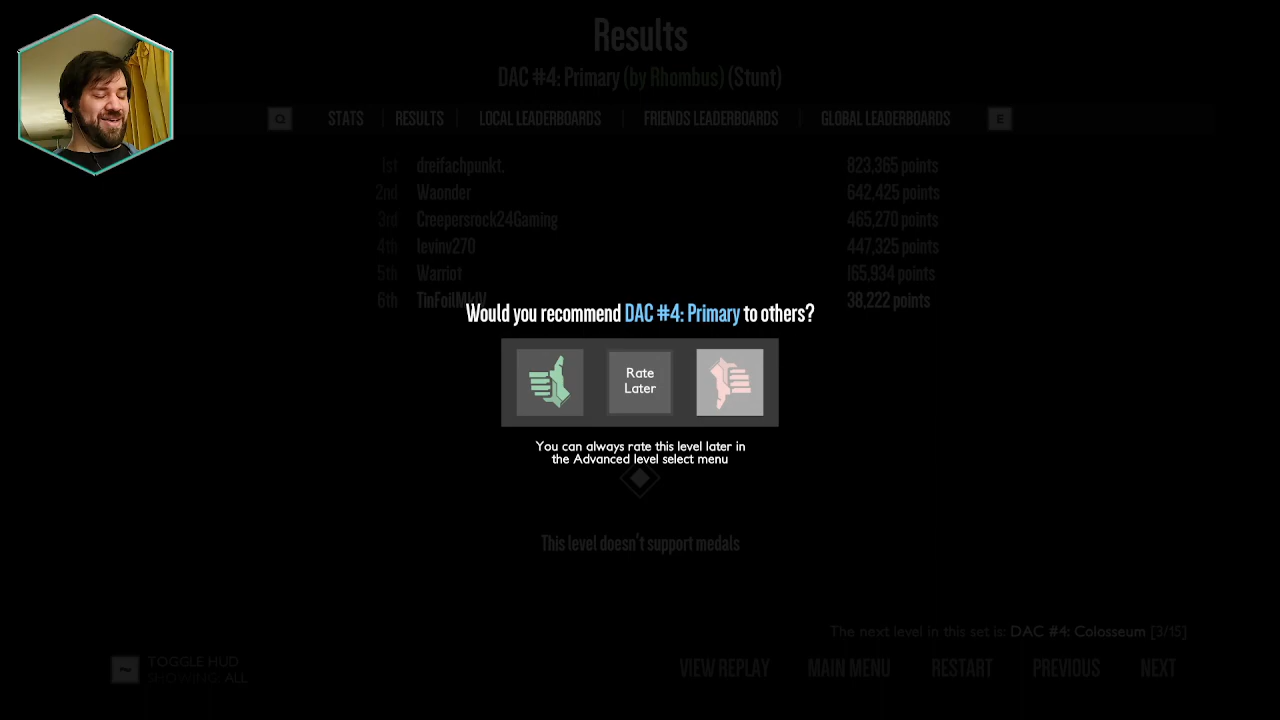 Results
DAC #4: Primary (by Rhombus) (Stunt)
Q STATS RESULTS LOCAL LEADERBOARDS FRIENDS LEADERBOARDS GLOBAL LEADERBOARDS E
1st dreifachpunkt. 823,365 points
2nd Waonder 642,425 points
3rd Creepersrock24Gaming 465,270 points
4th levinv270 447,325 points
5th Warriot 165,934 points
6th TinFoilMkIV 38,222 points
Would you recommend DAC #4: Primary to others?
Rate
Later
You can always rate this level later in
the Advanced level select menu
This level doesn't support medals
The next level in this set is: DAC #4: Colosseum [3/15]
~ TOGGLE HUD
SHOWING: ALL
VIEW REPLAY MAIN MENU RESTART PREVIOUS NEXT